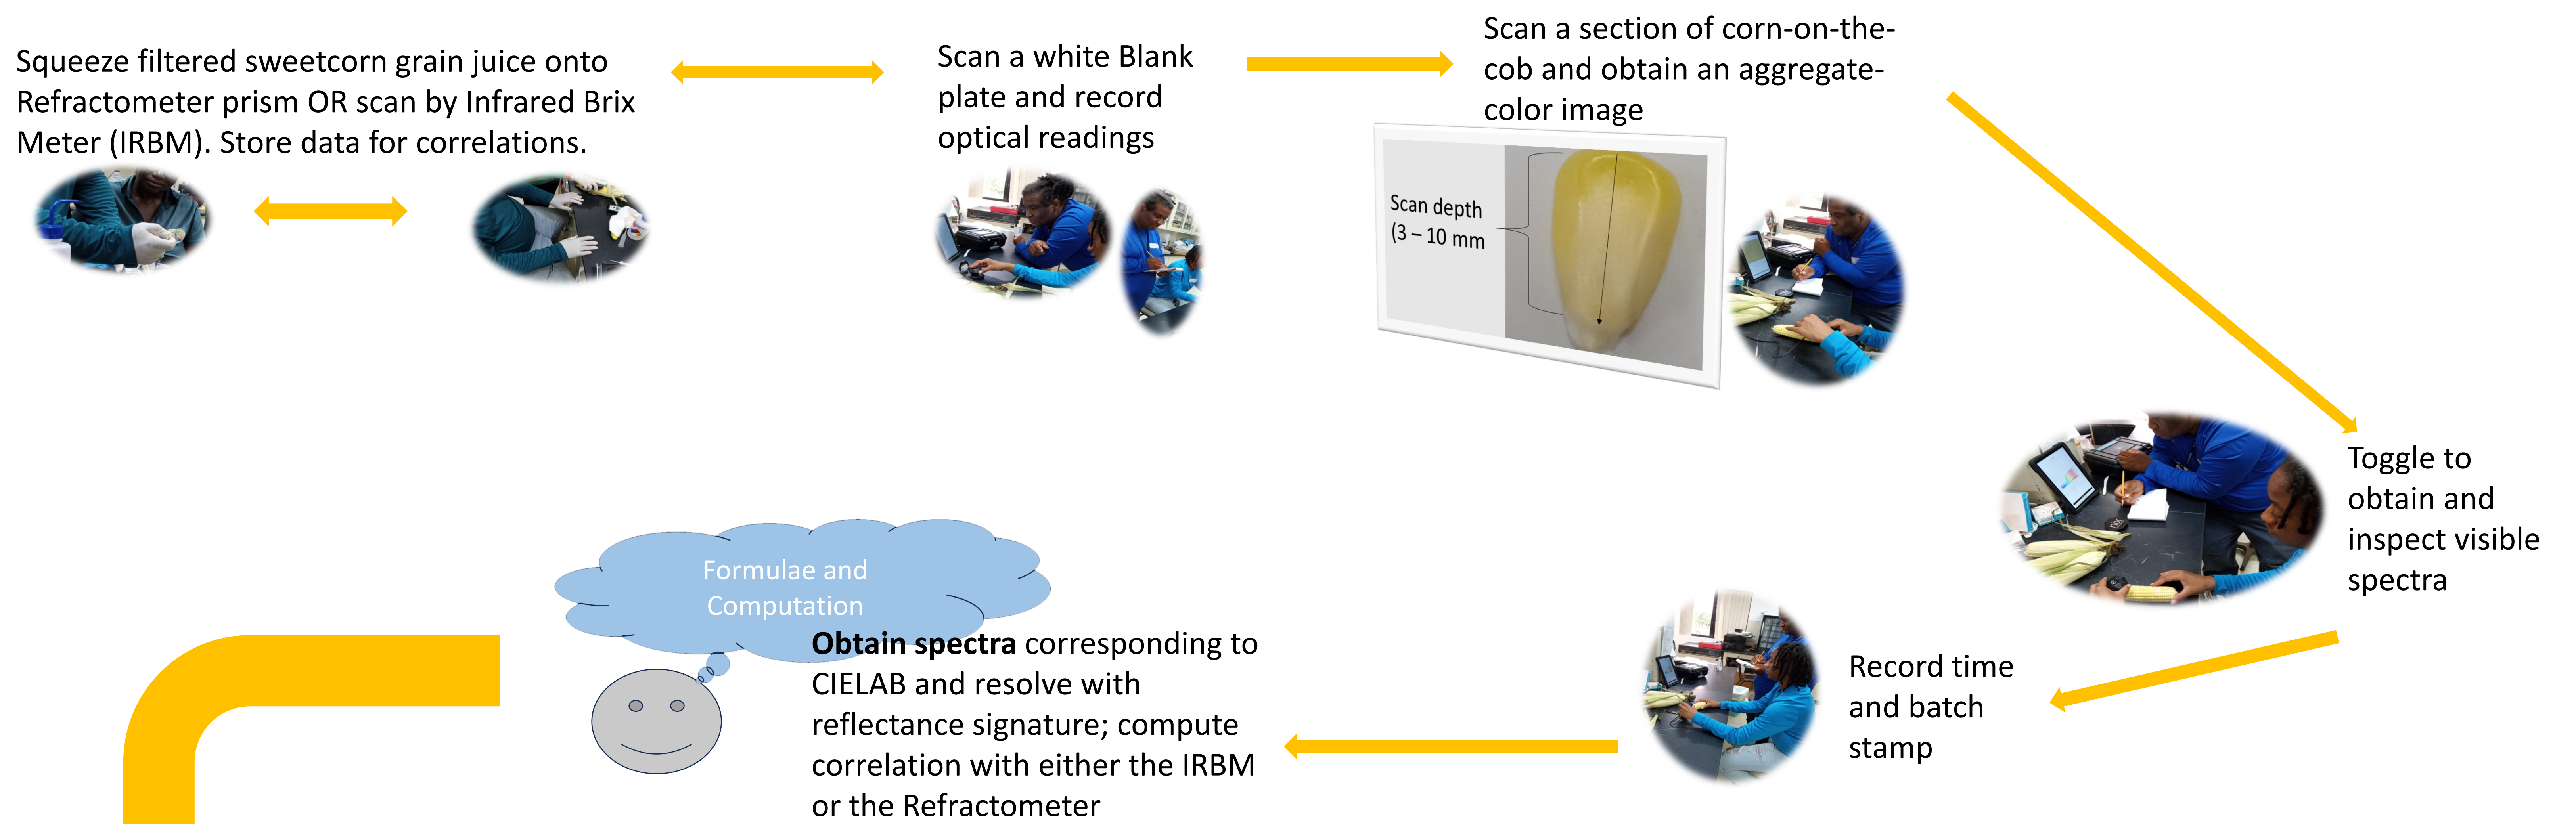 Squeeze filtered sweetcorn grain juice onto
Refractometer prism OR scan by Infrared Brix
Meter (IRBM). Store data for correlations.
Scan a white Blank
plate and record
optical readings
Scan a section of corn-on-the-
cob and obtain an aggregate-
color image
Scan depth
(3 – 10 mm
Toggle to
obtain and
inspect visible
spectra
Record time
and batch
stamp
Formulae and
Computation
Obtain spectra corresponding to
CIELAB and resolve with
reflectance signature; compute
correlation with either the IRBM
or the Refractometer